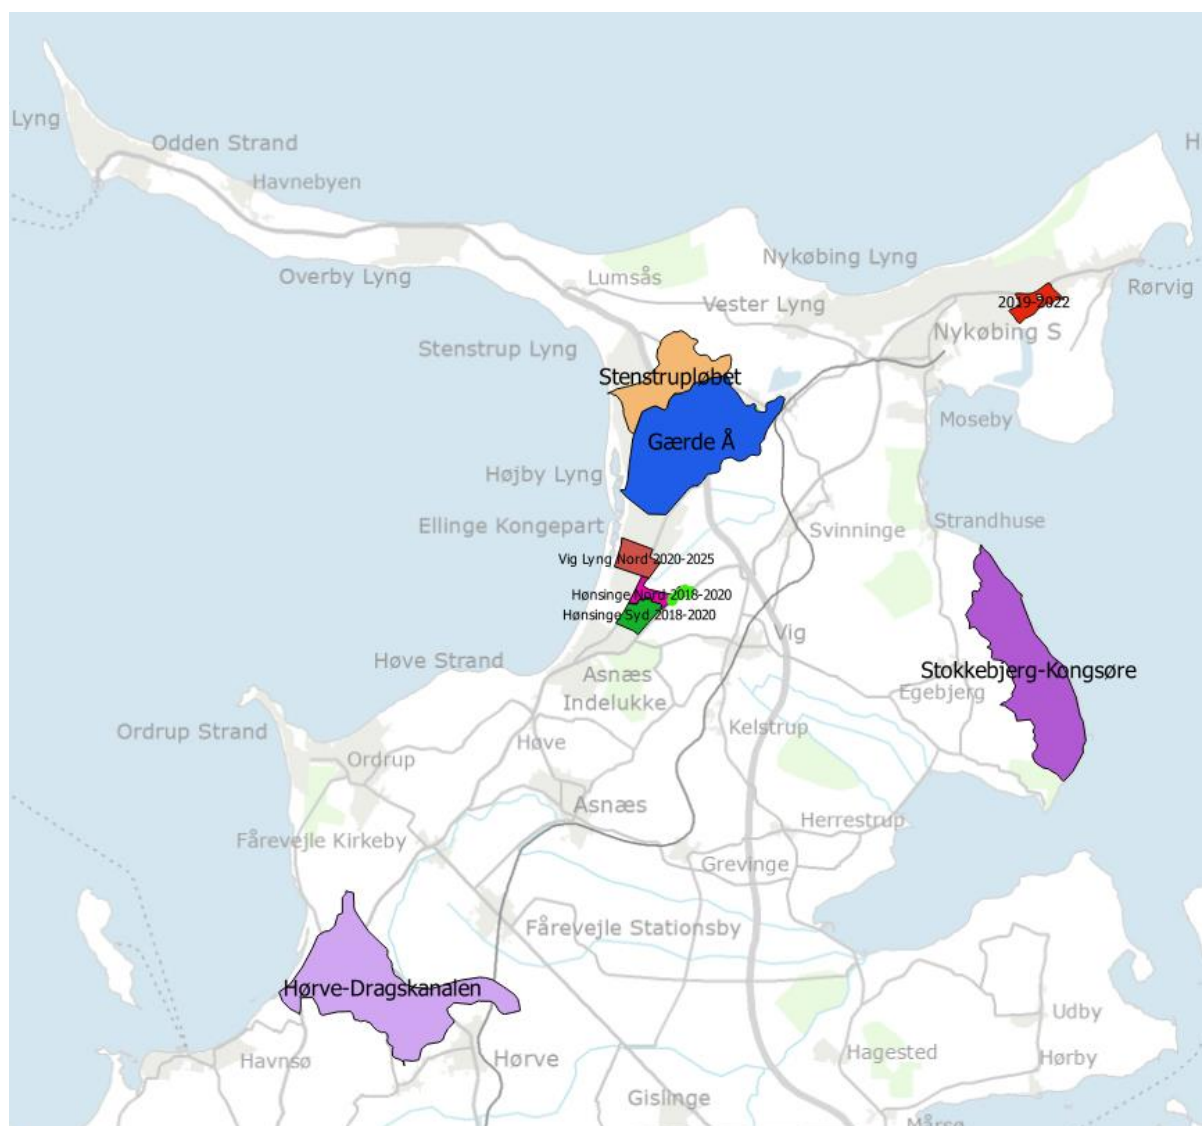 Lyng
Odden Strand
H
Havnebyen
Nykøbing Lyng
Overby Lyng
Lumsås
Rørvig
Vester Lyng
2019-2022
Nykøbing S
Stenstrup Lyng
Stenstrupløbet
Moseby
Gærde Å
Højby Lyng
Ellinge Kongepart
Svinninge
Strandhuse
Vig Lyng Nord 2020-2025
Hønsinge Nord 2018-2020
Hønsinge Syd 2018-2020
Vig
Høve Strand
Asnæs
Indelukke
Stokkebjerg-Kongsøre
Egebjerg
Ordrup Strand
Kelstrup
Høve
Ordrup
Asnæs
Herrestrup
Fårevejle Kirkeby
Grevinge
Fårevejle Stationsby
Hørve-Dragskanalen
Udby
Havnsø
Hørve
Hagested
Hørby
Gislinge
Mårsø